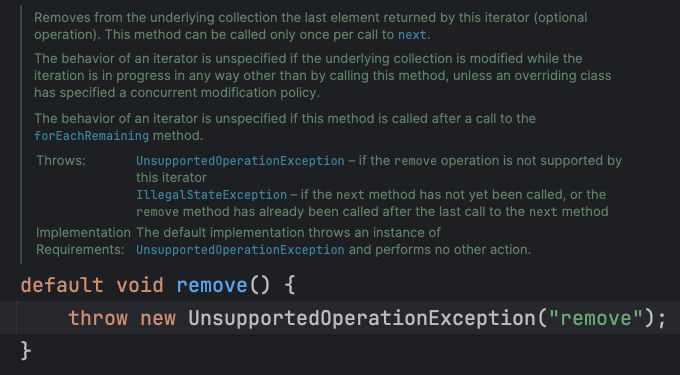 Removes from the underlying collection the last element returned by this iterator (optional
operation). This method can be called only once per call to next.
The behavior of an iterator is unspecified if the underlying collection is modified while the
iteration is in progress in any way other than by calling this method, unless an overriding class
has specified a concurrent modification policy.
The behavior of an iterator is unspecified if this method is called after a call to the
forEachRemaining method.
Throws: UnsupportedOperationException – if the remove operation is not supported by
this iterator
IllegalStateException – if the next method has not yet been called, or the
remove method has already been called after the last call to the next method
Implementation The default implementation throws an instance of
Requirements: UnsupportedOperationException and performs no other action.
default void remove() {
throw new UnsupportedOperationException("remove");
}